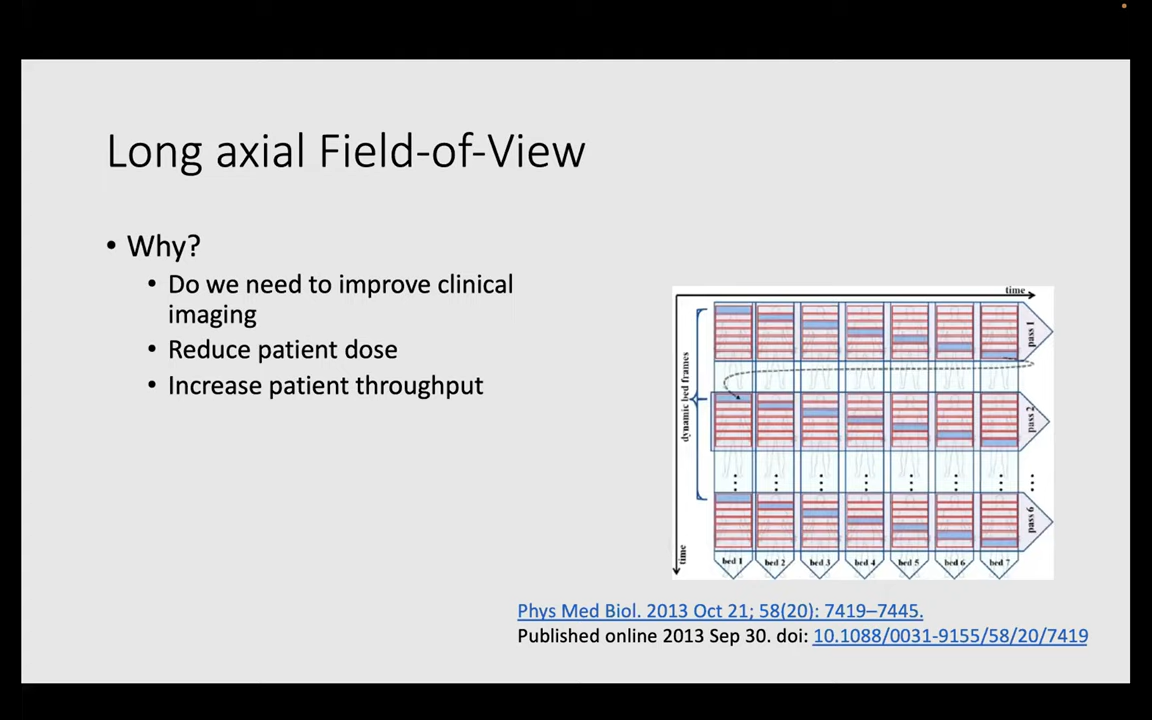 Long axial Field-of-View
• Why?
• Do we need to improve clinical
imaging
• Reduce patient dose
• Increase patient throughput
time
pass 1
dynamic bed frames
pass 2
pass 6
time
bed 1 bed 2 bed 3 bed 4 bed 5 bed 6 bed 7
Phys Med Biol. 2013 Oct 21; 58(20): 7419–7445.
Published online 2013 Sep 30. doi: 10.1088/0031-9155/58/20/7419